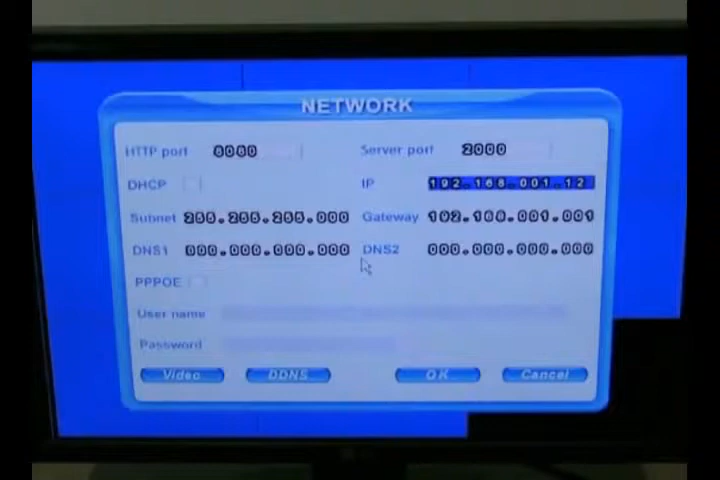 NETWORK
HTTP port Server port 2000
DHCP IP 192.168.001.12
Subnet 255.255.255.000 Gateway 192.168.001.001
DNS1 000.000.000.000 DNS2 000.000.000.000
PPPOE
User name
Password
Video DDNS OK Cancel